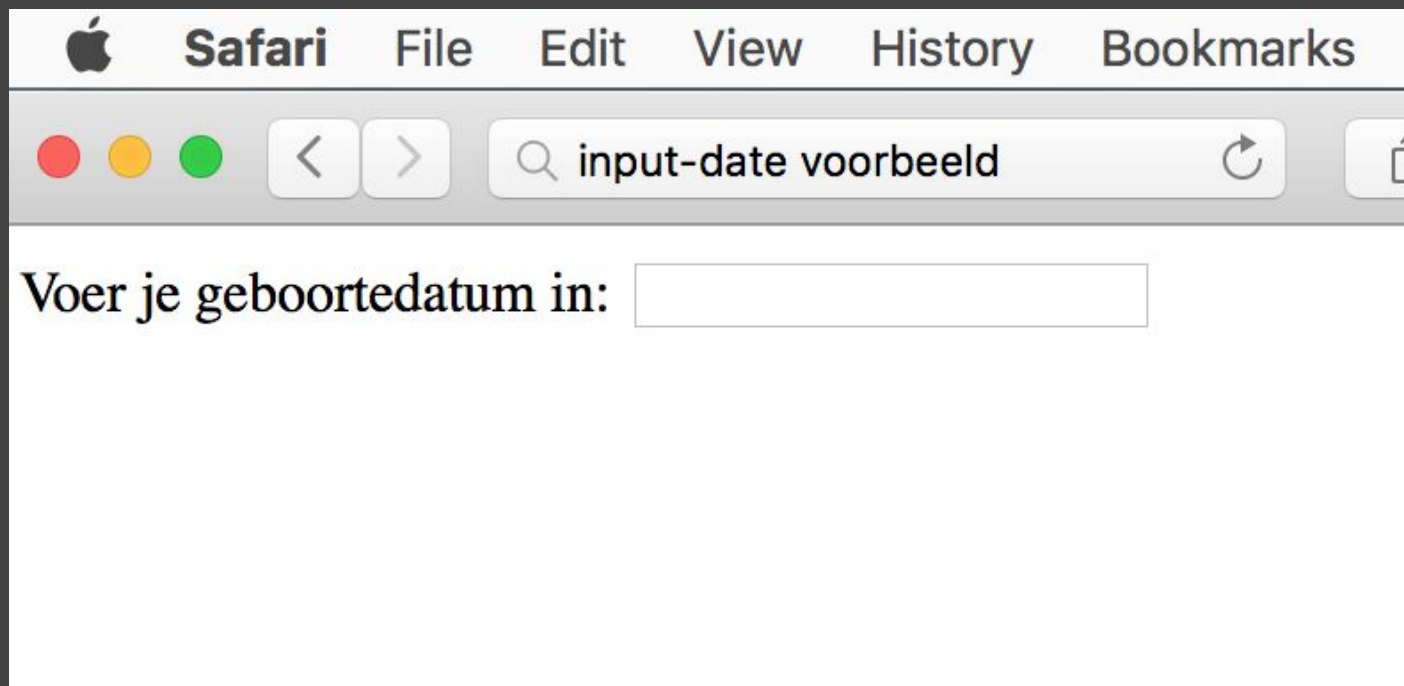 Safari File Edit View History Bookmarks
input-date voorbeeld
Voer je geboortedatum in: